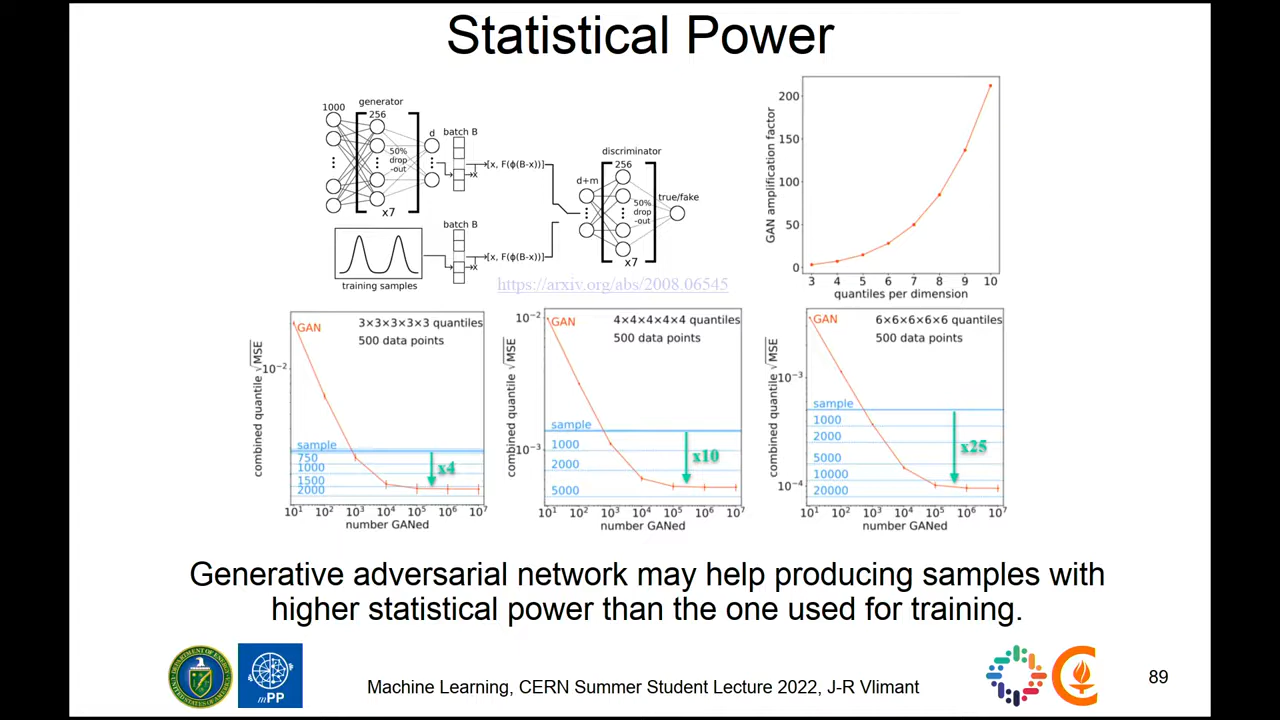 Statistical Power
generator
1000
256
d
batch B
50%
drop
-out
x
[x, F(ϕ(B-x))]
x7
discriminator
256
d+m
true/fake
50%
drop
-out
x7
batch B
x
[x, F(ϕ(B-x))]
training samples
https://arxiv.org/abs/2008.06545
GAN amplification factor
200
150
100
50
0
3 4 5 6 7 8 9 10
quantiles per dimension
combined quantile √MSE
10⁻²
GAN
3×3×3×3×3 quantiles
500 data points
sample
750
1000
1500
2000
x4
10¹ 10² 10³ 10⁴ 10⁵ 10⁶ 10⁷
number GANed
combined quantile √MSE
10⁻²
10⁻³
GAN
4×4×4×4×4 quantiles
500 data points
sample
1000
2000
5000
x10
10¹ 10² 10³ 10⁴ 10⁵ 10⁶ 10⁷
number GANed
combined quantile √MSE
10⁻³
10⁻⁴
GAN
6×6×6×6×6 quantiles
500 data points
sample
1000
2000
5000
10000
20000
x25
10¹ 10² 10³ 10⁴ 10⁵ 10⁶ 10⁷
number GANed
Generative adversarial network may help producing samples with
higher statistical power than the one used for training.
mPP
Machine Learning, CERN Summer Student Lecture 2022, J-R Vlimant
89